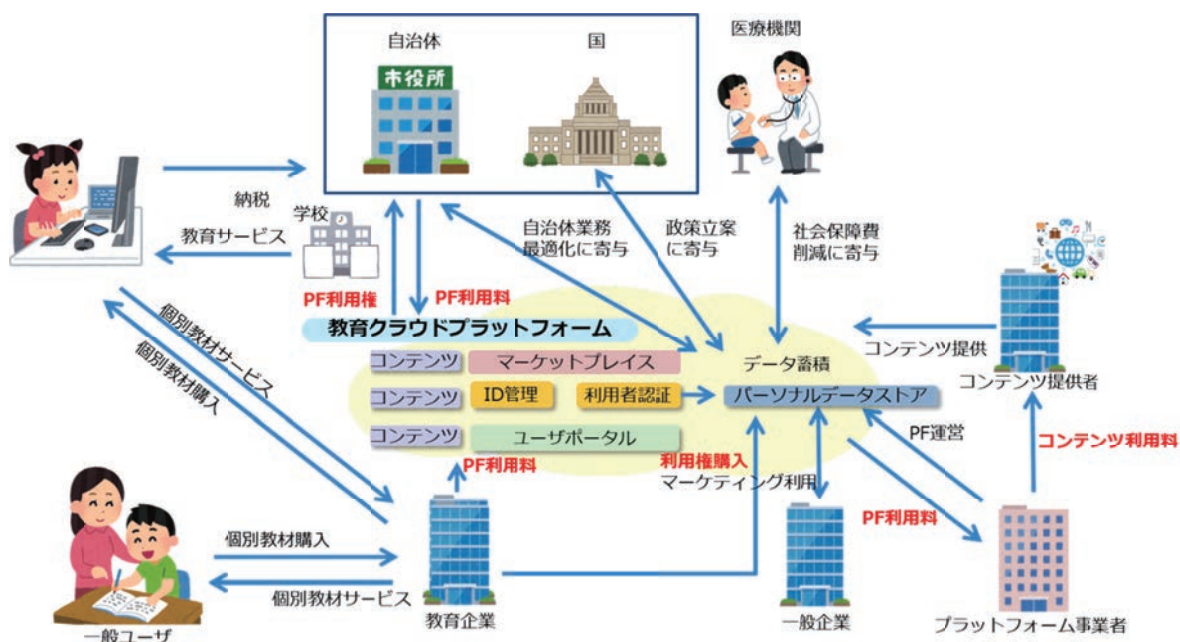 自治体
国
医療機関
市役所
納税
学校
教育サービス
自治体業務
最適化に寄与
政策立案
に寄与
社会保障費
削減に寄与
PF利用権
PF利用料
教育クラウドプラットフォーム
コンテンツ提供
コンテンツ提供者
個別教材サービス
個別教材購入
コンテンツ
マーケットプレイス
データ蓄積
コンテンツ
ID管理
利用者認証
パーソナルデータストア
コンテンツ
ユーザポータル
PF運営
コンテンツ利用料
PF利用料
利用権購入
マーケティング利用
PF利用料
個別教材購入
個別教材サービス
一般ユーザ
教育企業
一般企業
プラットフォーム事業者